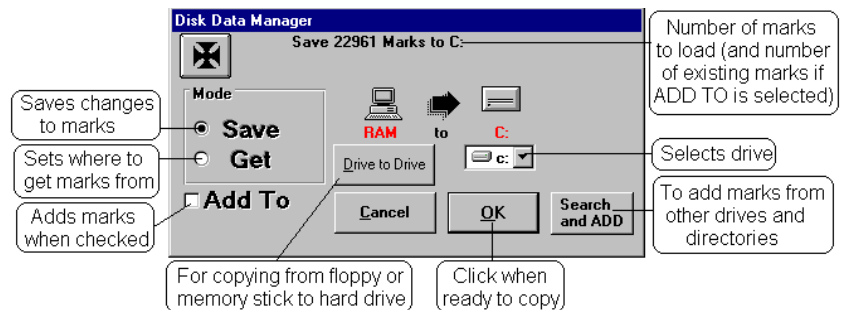 Disk Data Manager
Save 22961 Marks to C:
Number of marks
to load (and number
of existing marks if
ADD TO is selected)
Mode
Saves changes
to marks
Save
RAM to C:
Sets where to
get marks from
Get
Drive to Drive
c:
Selects drive
Adds marks
when checked
Add To
Cancel
OK
Search
and ADD
To add marks from
other drives and
directories
For copying from floppy or
memory stick to hard drive
Click when
ready to copy